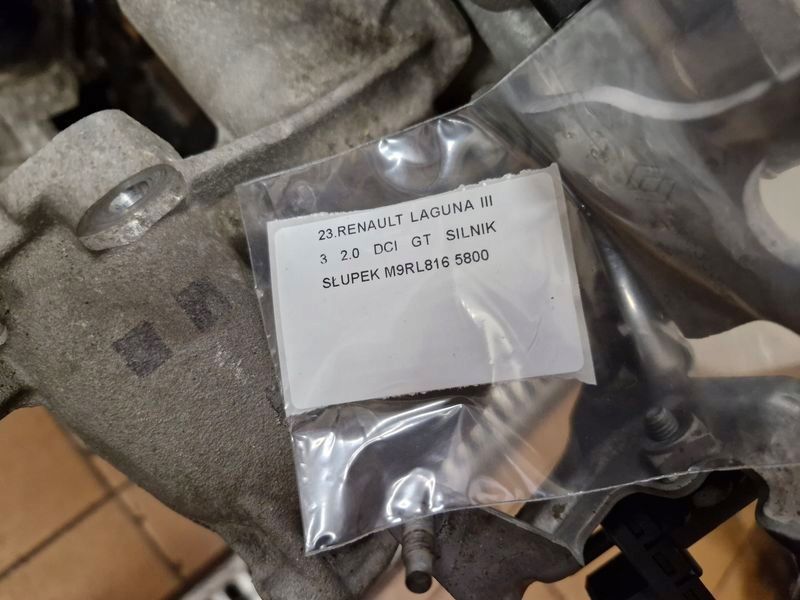 23.RENAULT LAGUNA III
3 2.0 DCI GT SILNIK
SŁUPEK M9RL816 5800